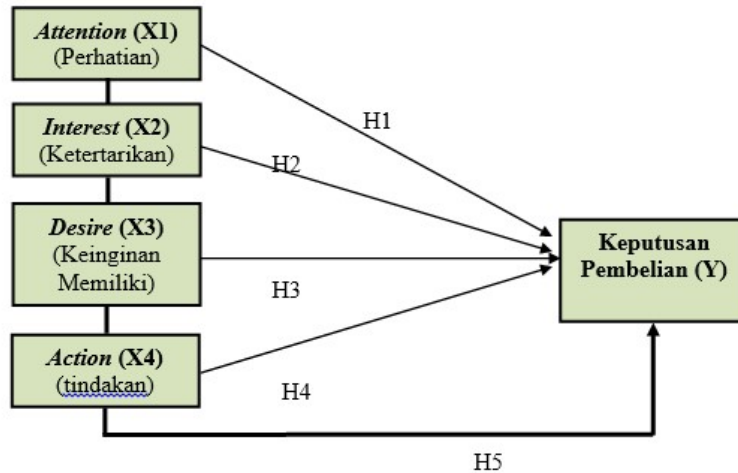 Attention (X1)
(Perhatian)
H1
Interest (X2)
(Ketertarikan)
H2
Desire (X3)
(Keinginan
Memiliki)
Keputusan
Pembelian (Y)
H3
Action (X4)
(tindakan)
H4
H5